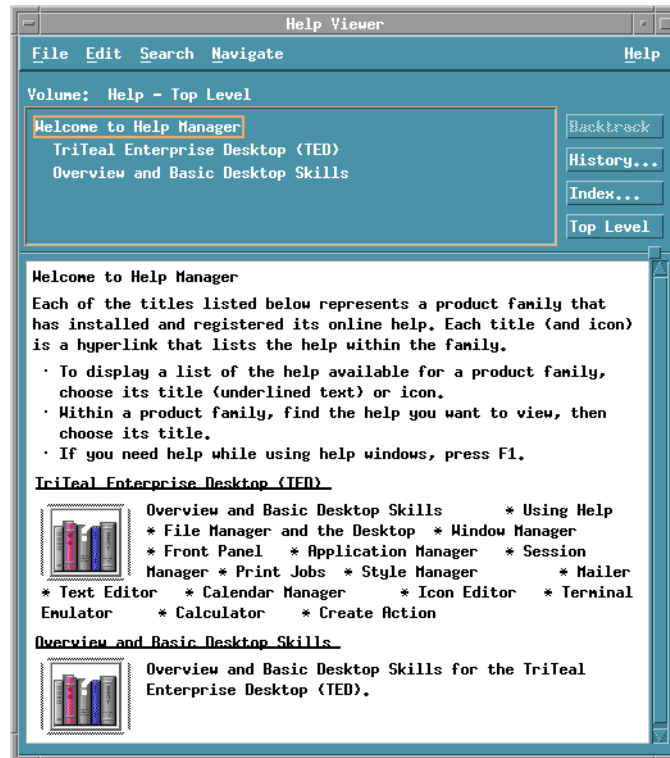 Help Viewer
File Edit Search Navigate Help
Volume: Help - Top Level
Welcome to Help Manager
TriTeal Enterprise Desktop (TED)
Overview and Basic Desktop Skills
Backtrack
History...
Index...
Top Level
Welcome to Help Manager
Each of the titles listed below represents a product family that
has installed and registered its online help. Each title (and icon)
is a hyperlink that lists the help within the family.
· To display a list of the help available for a product family,
choose its title (underlined text) or icon.
· Within a product family, find the help you want to view, then
choose its title.
· If you need help while using help windows, press F1.
TriTeal Enterprise Desktop (TED)
Overview and Basic Desktop Skills * Using Help
* File Manager and the Desktop * Window Manager
* Front Panel * Application Manager * Session
Manager * Print Jobs * Style Manager * Mailer
* Text Editor * Calendar Manager * Icon Editor * Terminal
Emulator * Calculator * Create Action
Overview and Basic Desktop Skills
Overview and Basic Desktop Skills for the TriTeal
Enterprise Desktop (TED).